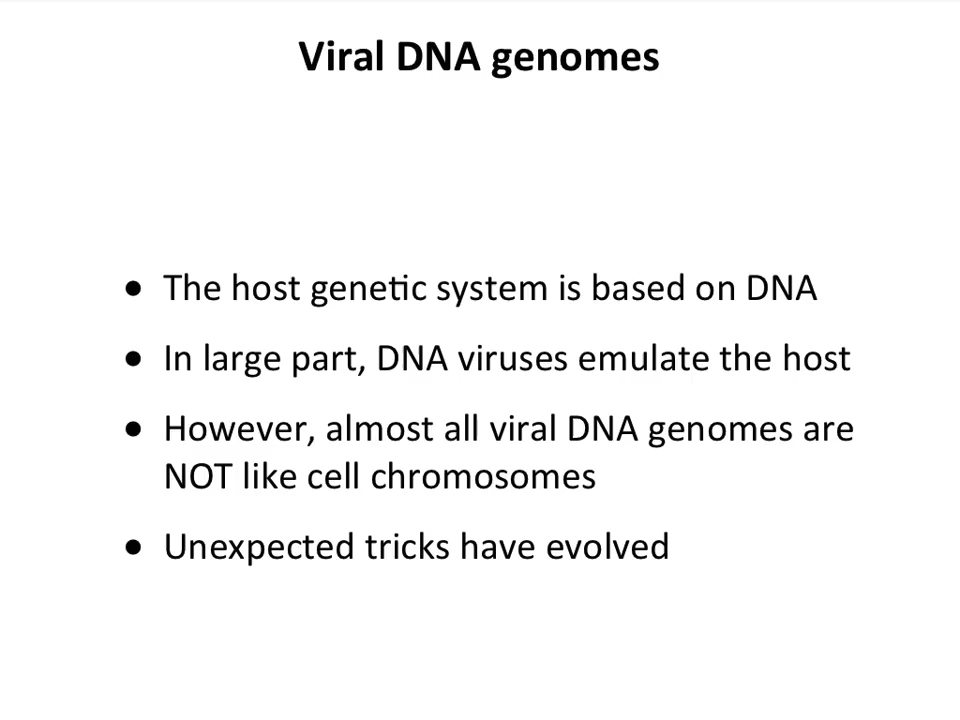 Viral DNA genomes
● The host genetic system is based on DNA
● In large part, DNA viruses emulate the host
● However, almost all viral DNA genomes are
NOT like cell chromosomes
● Unexpected tricks have evolved